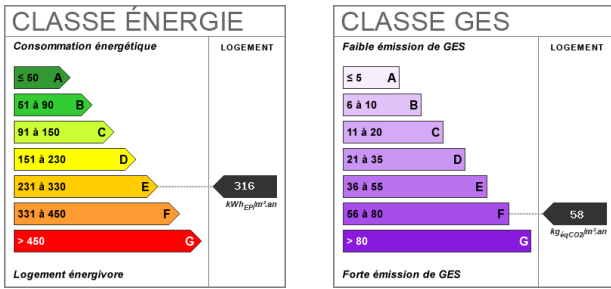 CLASSE ÉNERGIE
Consommation énergétique
LOGEMENT
≤ 50 A
51 à 90 B
91 à 150 C
151 à 230 D
231 à 330 E
316
kWhEP/m².an
331 à 450 F
> 450 G
Logement énergivore
CLASSE GES
Faible émission de GES
LOGEMENT
≤ 5 A
6 à 10 B
11 à 20 C
21 à 35 D
36 à 55 E
56 à 80 F
58
kgéqCO2/m².an
> 80 G
Forte émission de GES